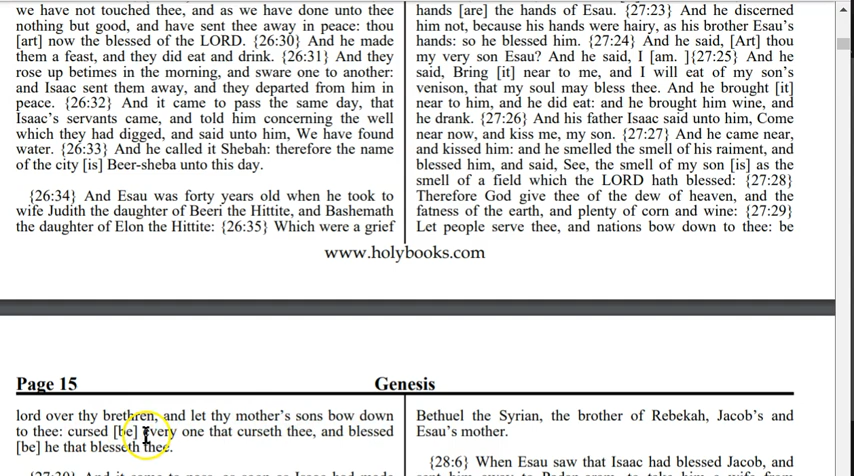 we have not touched thee, and as we have done unto thee
nothing but good, and have sent thee away in peace: thou
[art] now the blessed of the LORD. {26:30} And he made
them a feast, and they did eat and drink. {26:31} And they
rose up betimes in the morning, and sware one to another:
and Isaac sent them away, and they departed from him in
peace. {26:32} And it came to pass the same day, that
Isaac's servants came, and told him concerning the well
which they had digged, and said unto him, We have found
water. {26:33} And he called it Shebah: therefore the name
of the city [is] Beer-sheba unto this day.
{26:34} And Esau was forty years old when he took to
wife Judith the daughter of Beeri the Hittite, and Bashemath
the daughter of Elon the Hittite: {26:35} Which were a grief
hands [are] the hands of Esau. {27:23} And he discerned
him not, because his hands were hairy, as his brother Esau's
hands: so he blessed him. {27:24} And he said, [Art] thou
my very son Esau? And he said, I [am. ]{27:25} And he
said, Bring [it] near to me, and I will eat of my son's
venison, that my soul may bless thee. And he brought [it]
near to him, and he did eat: and he brought him wine, and
he drank. {27:26} And his father Isaac said unto him, Come
near now, and kiss me, my son. {27:27} And he came near,
and kissed him: and he smelled the smell of his raiment, and
blessed him, and said, See, the smell of my son [is] as the
smell of a field which the LORD hath blessed: {27:28}
Therefore God give thee of the dew of heaven, and the
fatness of the earth, and plenty of corn and wine: {27:29}
Let people serve thee, and nations bow down to thee: be
www.holybooks.com
Page 15
Genesis
lord over thy brethren, and let thy mother's sons bow down
to thee: cursed [be] every one that curseth thee, and blessed
[be] he that blesseth thee.
Bethuel the Syrian, the brother of Rebekah, Jacob's and
Esau's mother.
{28:6} When Esau saw that Isaac had blessed Jacob, and